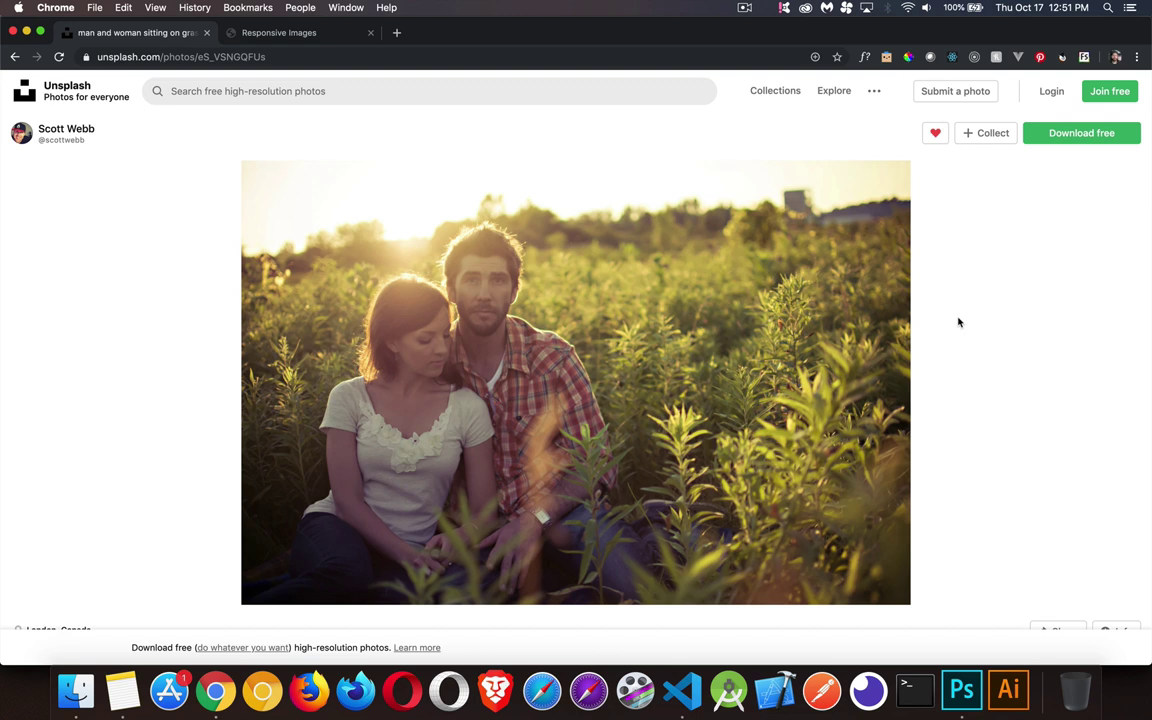 Chrome File Edit View History Bookmarks People Window Help 100% Thu Oct 17 12:51 PM
man and woman sitting on gra
Responsive Images
unsplash.com/photos/eS_VSNGQFUs
Unsplash
Photos for everyone
Search free high-resolution photos
Collections Explore Submit a photo Login Join free
Scott Webb
@scottwebb
Collect Download free
London, Canada
Download free (do whatever you want) high-resolution photos. Learn more
1
Ps Ai